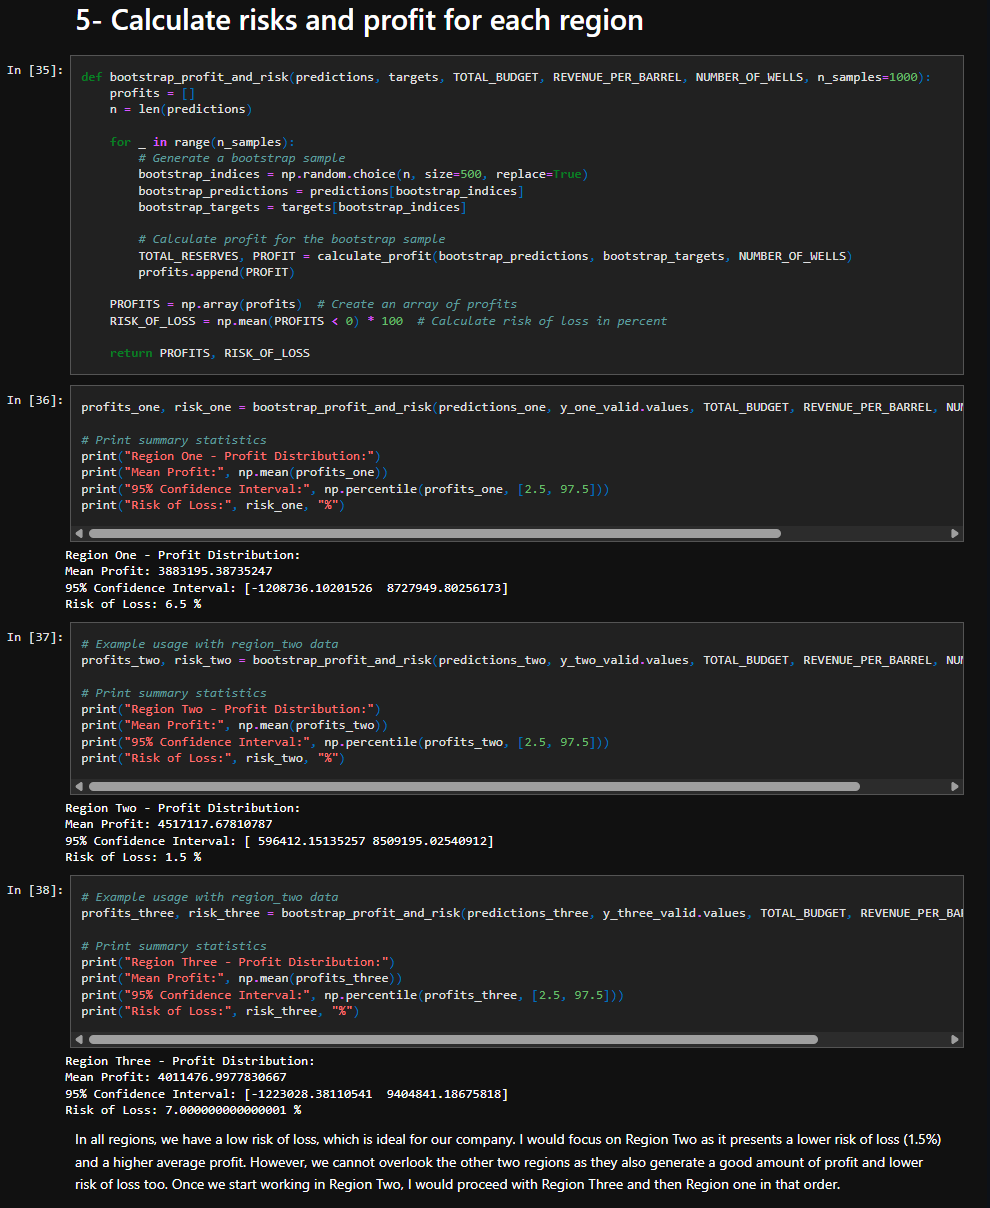 5- Calculate risks and profit for each region
In [35]:
def bootstrap_profit_and_risk(predictions, targets, TOTAL_BUDGET, REVENUE_PER_BARREL, NUMBER_OF_WELLS, n_samples=1000):
profits = []
n = len(predictions)
for _ in range(n_samples):
# Generate a bootstrap sample
bootstrap_indices = np.random.choice(n, size=500, replace=True)
bootstrap_predictions = predictions[bootstrap_indices]
bootstrap_targets = targets[bootstrap_indices]
# Calculate profit for the bootstrap sample
TOTAL_RESERVES, PROFIT = calculate_profit(bootstrap_predictions, bootstrap_targets, NUMBER_OF_WELLS)
profits.append(PROFIT)
PROFITS = np.array(profits)  # Create an array of profits
RISK_OF_LOSS = np.mean(PROFITS < 0) * 100  # Calculate risk of loss in percent
return PROFITS, RISK_OF_LOSS
In [36]:
profits_one, risk_one = bootstrap_profit_and_risk(predictions_one, y_one_valid.values, TOTAL_BUDGET, REVENUE_PER_BARREL, NUM
# Print summary statistics
print("Region One - Profit Distribution:")
print("Mean Profit:", np.mean(profits_one))
print("95% Confidence Interval:", np.percentile(profits_one, [2.5, 97.5]))
print("Risk of Loss:", risk_one, "%")
Region One - Profit Distribution:
Mean Profit: 3883195.38735247
95% Confidence Interval: [-1208736.10201526  8727949.80256173]
Risk of Loss: 6.5 %
In [37]:
# Example usage with region_two data
profits_two, risk_two = bootstrap_profit_and_risk(predictions_two, y_two_valid.values, TOTAL_BUDGET, REVENUE_PER_BARREL, NUM
# Print summary statistics
print("Region Two - Profit Distribution:")
print("Mean Profit:", np.mean(profits_two))
print("95% Confidence Interval:", np.percentile(profits_two, [2.5, 97.5]))
print("Risk of Loss:", risk_two, "%")
Region Two - Profit Distribution:
Mean Profit: 4517117.67810787
95% Confidence Interval: [ 596412.15135257 8509195.02540912]
Risk of Loss: 1.5 %
In [38]:
# Example usage with region_two data
profits_three, risk_three = bootstrap_profit_and_risk(predictions_three, y_three_valid.values, TOTAL_BUDGET, REVENUE_PER_BAR
# Print summary statistics
print("Region Three - Profit Distribution:")
print("Mean Profit:", np.mean(profits_three))
print("95% Confidence Interval:", np.percentile(profits_three, [2.5, 97.5]))
print("Risk of Loss:", risk_three, "%")
Region Three - Profit Distribution:
Mean Profit: 4011476.9977830667
95% Confidence Interval: [-1223028.38110541  9404841.18675818]
Risk of Loss: 7.000000000000001 %
In all regions, we have a low risk of loss, which is ideal for our company. I would focus on Region Two as it presents a lower risk of loss (1.5%)
and a higher average profit. However, we cannot overlook the other two regions as they also generate a good amount of profit and lower
risk of loss too. Once we start working in Region Two, I would proceed with Region Three and then Region one in that order.